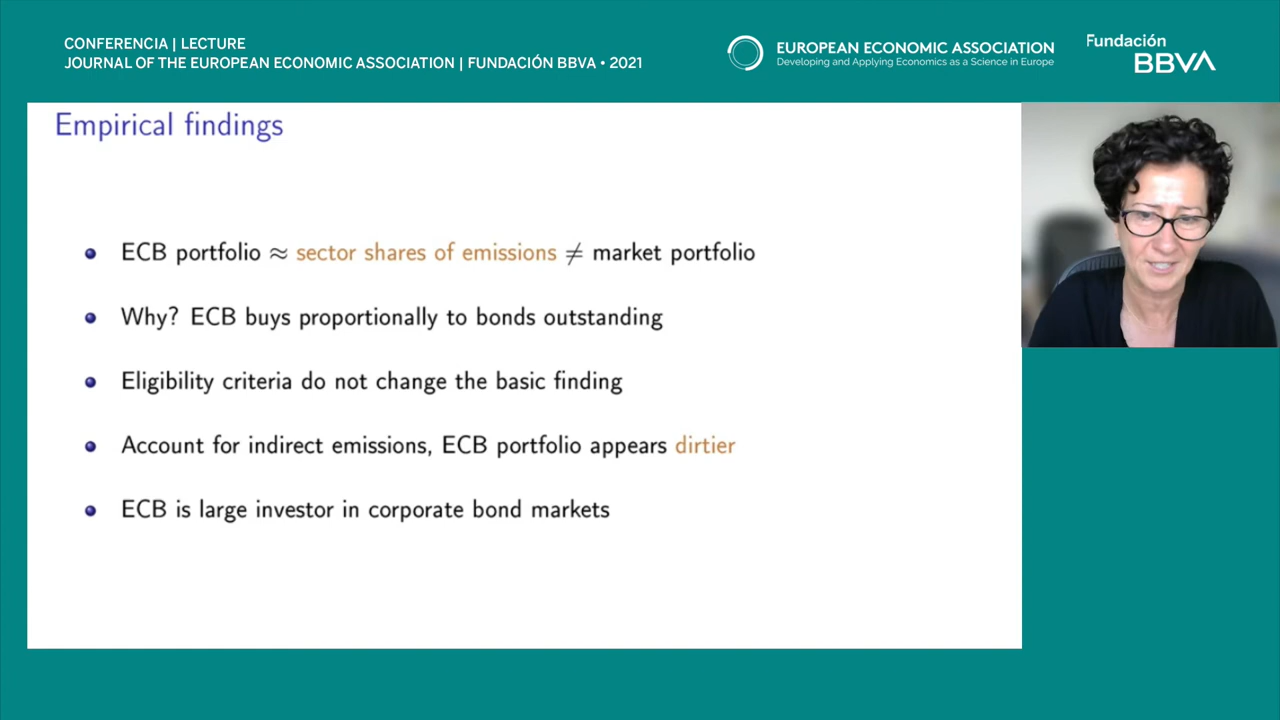 CONFERENCIA | LECTURE
JOURNAL OF THE EUROPEAN ECONOMIC ASSOCIATION | FUNDACIÓN BBVA • 2021
EUROPEAN ECONOMIC ASSOCIATION
Developing and Applying Economics as a Science in Europe
Fundación
BBVA
Empirical findings
ECB portfolio ≈ sector shares of emissions ≠ market portfolio
Why? ECB buys proportionally to bonds outstanding
Eligibility criteria do not change the basic finding
Account for indirect emissions, ECB portfolio appears dirtier
ECB is large investor in corporate bond markets